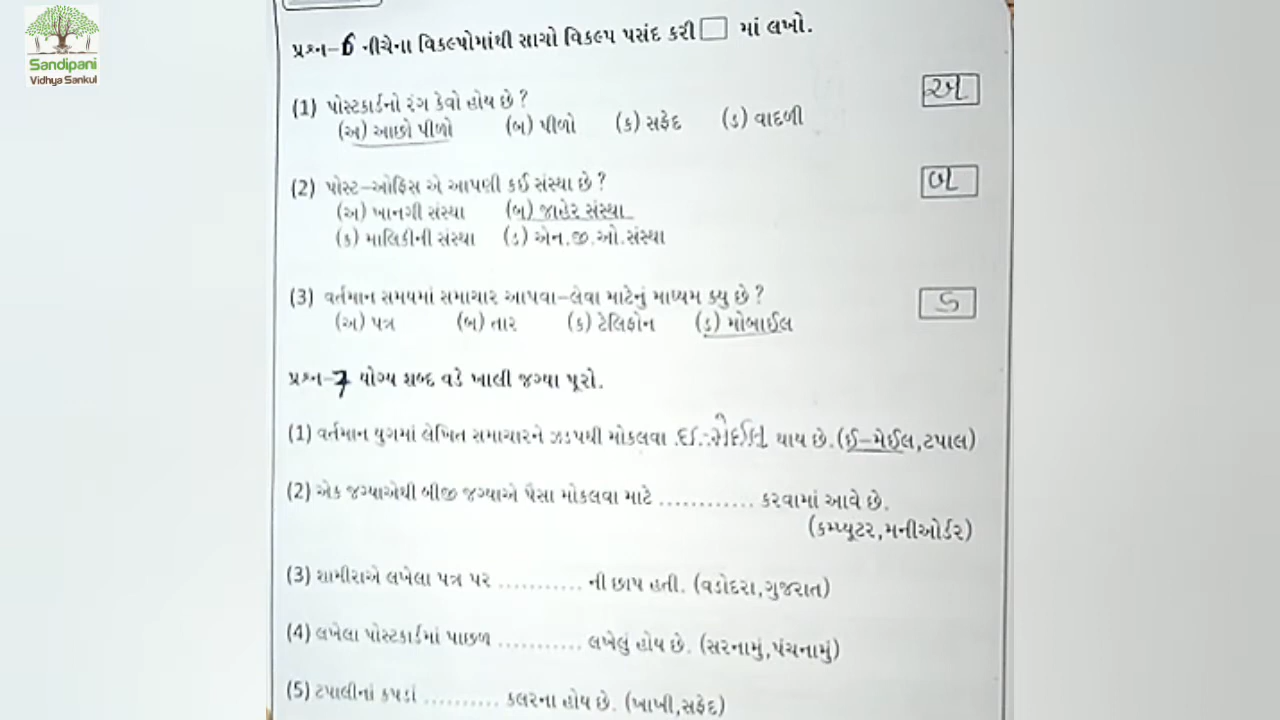 Sandipani
Vidhya Sankul
પ્રશ્ન-6 નીચેના વિકલ્પોમાંથી સાચો વિકલ્પ પસંદ કરી માં લખો.
(1) પોસ્ટકાર્ડનો રંગ કેવો હોય છે ? અ
(અ) આછો પીળો (બ) પીળો (ક) સફેદ (ડ) વાદળી
(2) પોસ્ટ-ઓફિસ એ આપણી કઈ સંસ્થા છે ? બ
(અ) ખાનગી સંસ્થા (બ) જાહેર સંસ્થા
(ક) માલિકીની સંસ્થા (ડ) એન.જી.ઓ.સંસ્થા
(3) વર્તમાન સમયમાં સમાચાર આપવા-લેવા માટેનું માધ્યમ ક્યુ છે ? ડ
(અ) પત્ર (બ) તાર (ક) ટેલિફોન (ડ) મોબાઈલ
પ્રશ્ન-7 યોગ્ય શબ્દ વડે ખાલી જગ્યા પૂરો.
(1) વર્તમાન યુગમાં લેખિત સમાચારને ઝડપથી મોકલવા ઈ-મેઈલ થાય છે.(ઈ-મેઈલ,ટપાલ)
(2) એક જગ્યાએથી બીજી જગ્યાએ પૈસા મોકલવા માટે ............ કરવામાં આવે છે.
(કમ્પ્યૂટર,મનીઓર્ડર)
(3) શામીરાએ લખેલા પત્ર પર ........... ની છાપ હતી. (વડોદરા,ગુજરાત)
(4) લખેલા પોસ્ટકાર્ડમાં પાછળ ........... લખેલું હોય છે. (સરનામું,પંચનામું)
(5) ટપાલીનાં કપડાં .......... કલરના હોય છે. (ખાખી,સફેદ)